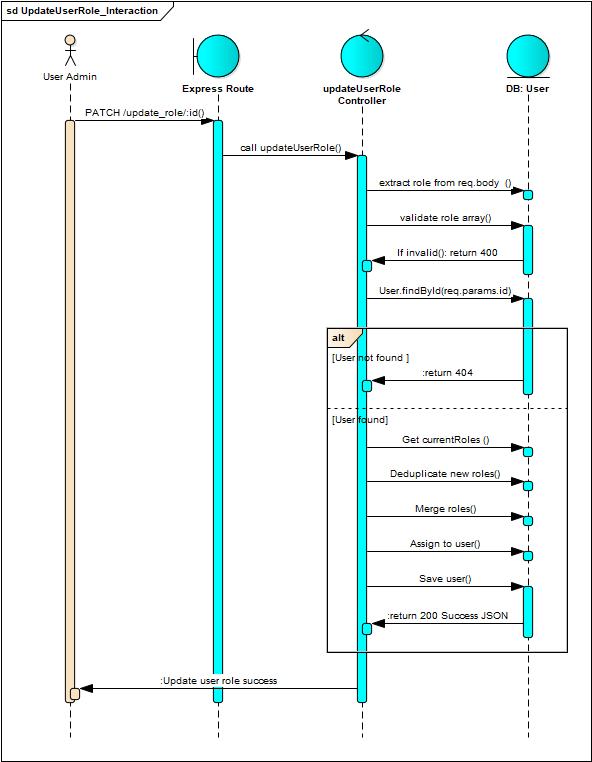 sd UpdateUserRole_Interaction
User Admin
Express Route
updateUserRole
Controller
DB: User
PATCH /update_role/:id()
call updateUserRole()
extract role from req.body  ()
validate role array()
If invalid(): return 400
User.findById(req.params.id)
alt
[User not found ]
:return 404
[User found]
Get currentRoles ()
Deduplicate new roles()
Merge roles()
Assign to user()
Save user()
:return 200 Success JSON
:Update user role success